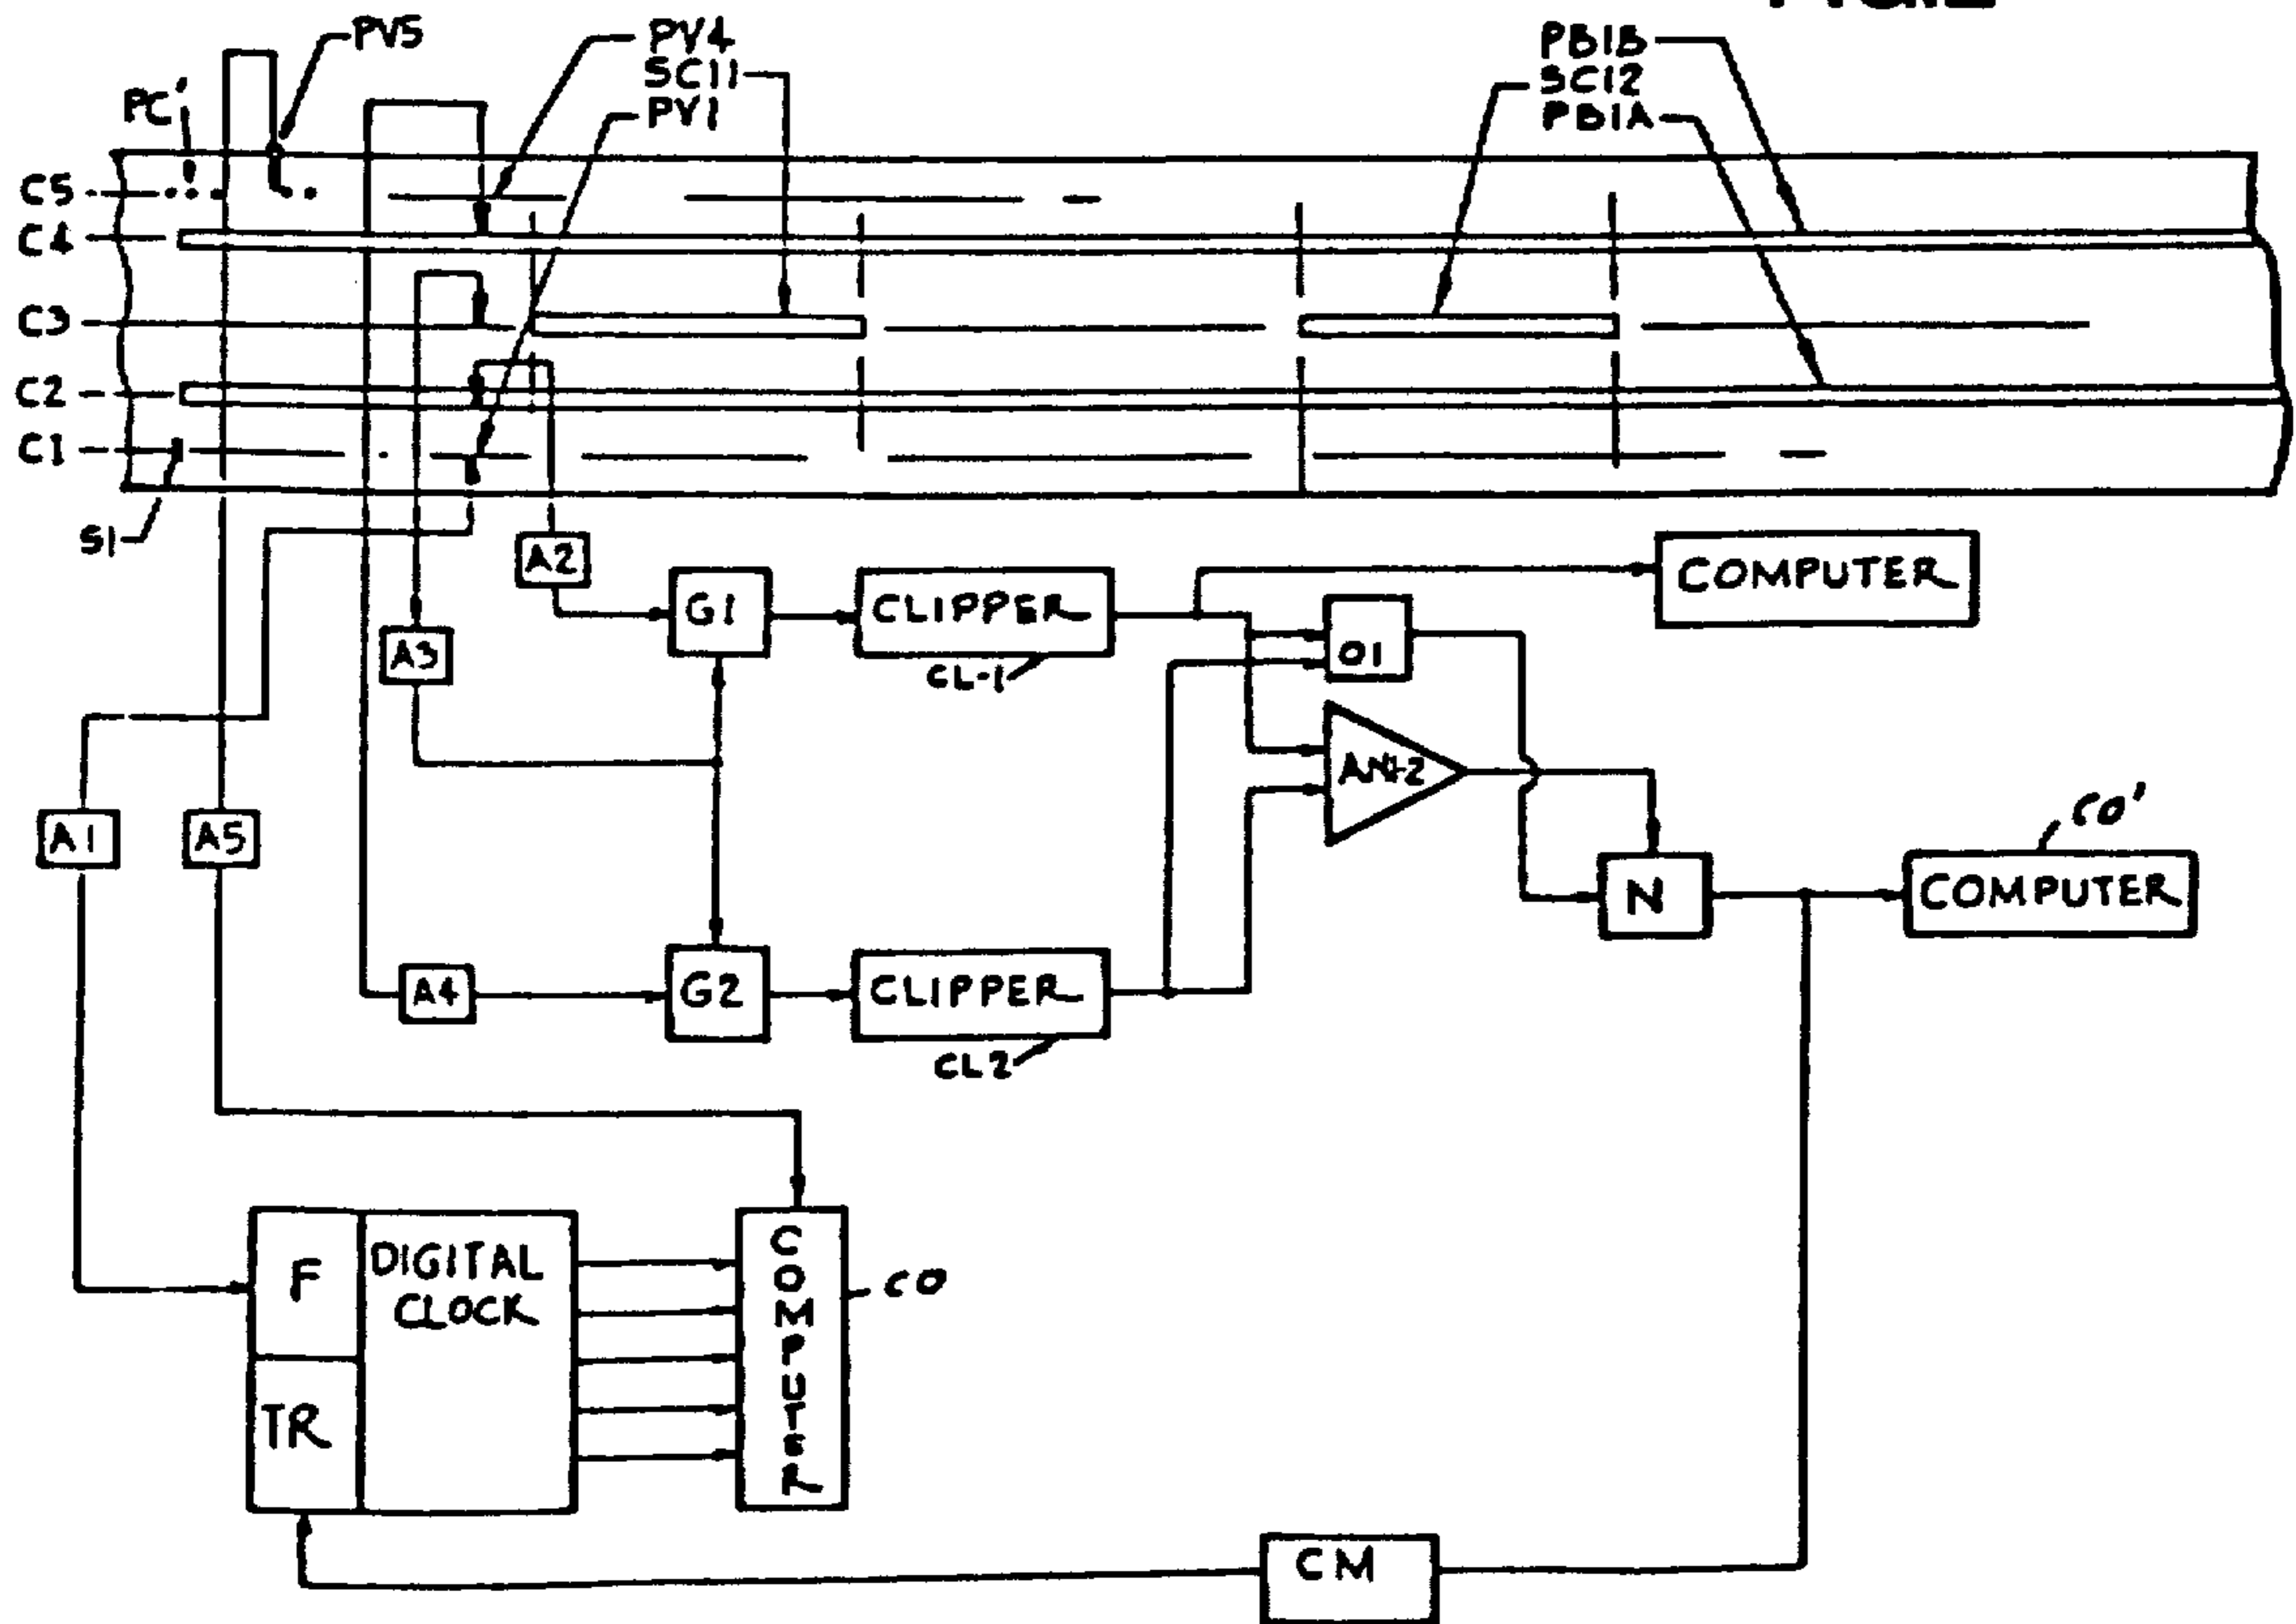 PV5
PV4
SC11
PV1
PC'
PB1B
SC12
PB1A
C5
C4
C3
C2
C1
S1
A2
G1
CLIPPER
CL-1
A3
O1
COMPUTER
AN-2
A1
A5
N
CO'
COMPUTER
A4
G2
CLIPPER
CL2
F
DIGITAL
CLOCK
TR
COMPUTER
CO
CM